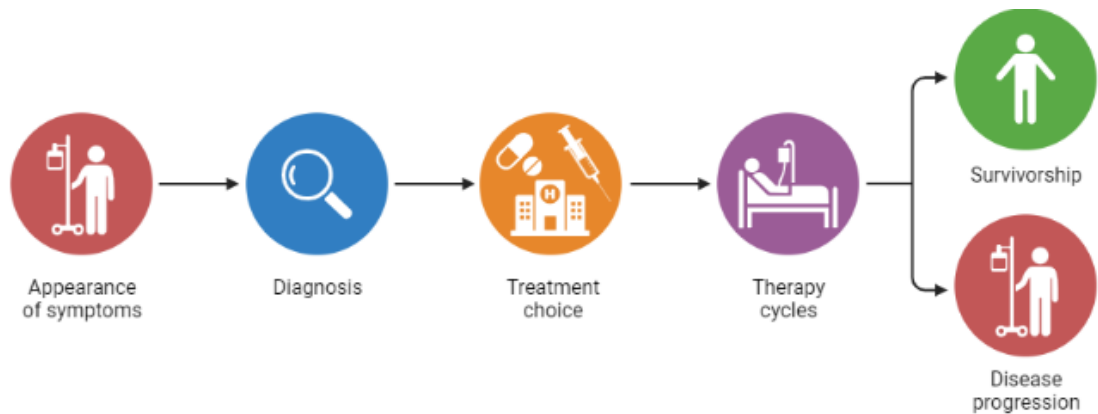 Appearance
of symptoms
Diagnosis
H
Treatment
choice
Therapy
cycles
Survivorship
Disease
progression